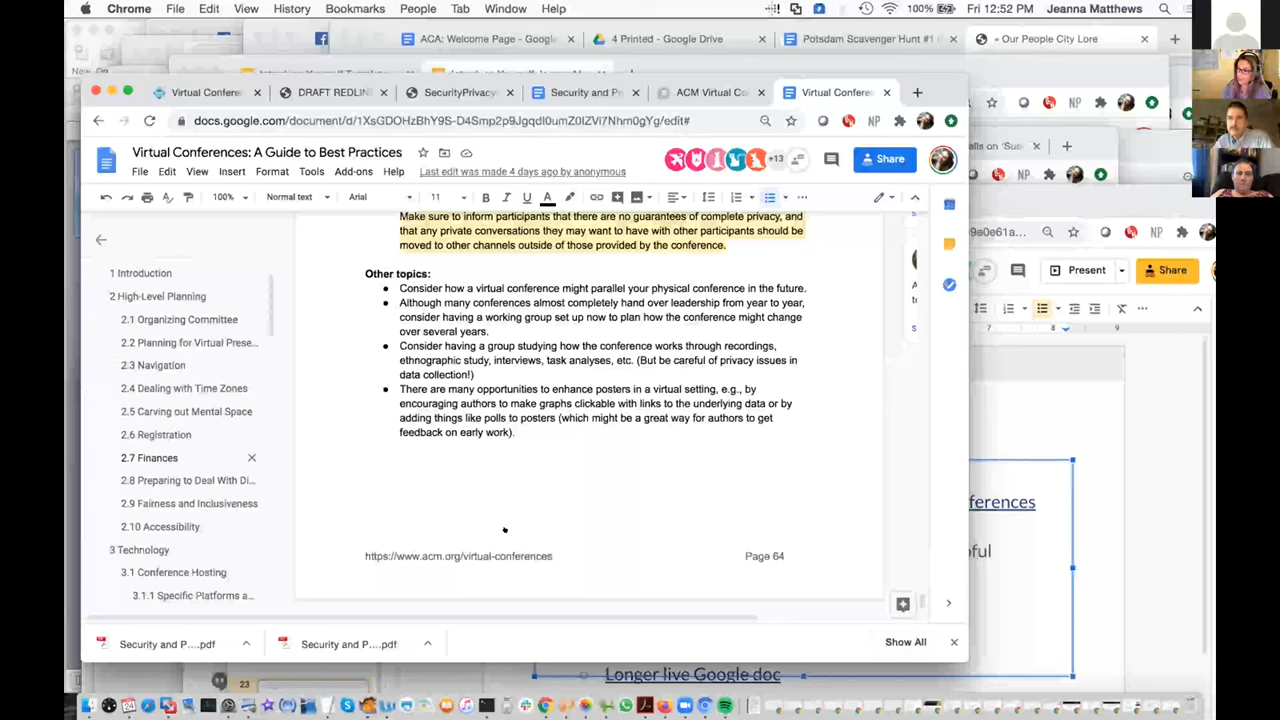 Chrome File Edit View History Bookmarks People Tab Window Help 100% Fri 12:52 PM Jeanna Matthews
ACA: Welcome Page - Google
4 Printed - Google Drive
Potsdam Scavenger Hunt #1
« Our People City Lore
Virtual Confere
DRAFT REDLINE
SecurityPrivacy
Security and Pr
ACM Virtual Co
Virtual Conferen
docs.google.com/document/d/1XsGDOHzBhY9S-D4Smp2p9JgqdI0umZ0IZVi7Nhm0gYg/edit#
NP
Virtual Conferences: A Guide to Best Practices
+13
Share
File Edit View Insert Format Tools Add-ons Help Last edit was made 4 days ago by anonymous
100% Normal text Arial 11 B I U A
Present
Share
Make sure to inform participants that there are no guarantees of complete privacy, and
that any private conversations they may want to have with other participants should be
moved to other channels outside of those provided by the conference.
Other topics:
Consider how a virtual conference might parallel your physical conference in the future.
Although many conferences almost completely hand over leadership from year to year,
consider having a working group set up now to plan how the conference might change
over several years.
Consider having a group studying how the conference works through recordings,
ethnographic study, interviews, task analyses, etc. (But be careful of privacy issues in
data collection!)
There are many opportunities to enhance posters in a virtual setting, e.g., by
encouraging authors to make graphs clickable with links to the underlying data or by
adding things like polls to posters (which might be a great way for authors to get
feedback on early work).
https://www.acm.org/virtual-conferences Page 64
1 Introduction
2 High-Level Planning
2.1 Organizing Committee
2.2 Planning for Virtual Prese...
2.3 Navigation
2.4 Dealing with Time Zones
2.5 Carving out Mental Space
2.6 Registration
2.7 Finances
2.8 Preparing to Deal With Di...
2.9 Fairness and Inclusiveness
2.10 Accessibility
3 Technology
3.1 Conference Hosting
3.1.1 Specific Platforms a...
ferences
Security and P....pdf
Security and P....pdf
Show All
23
Longer live Google doc